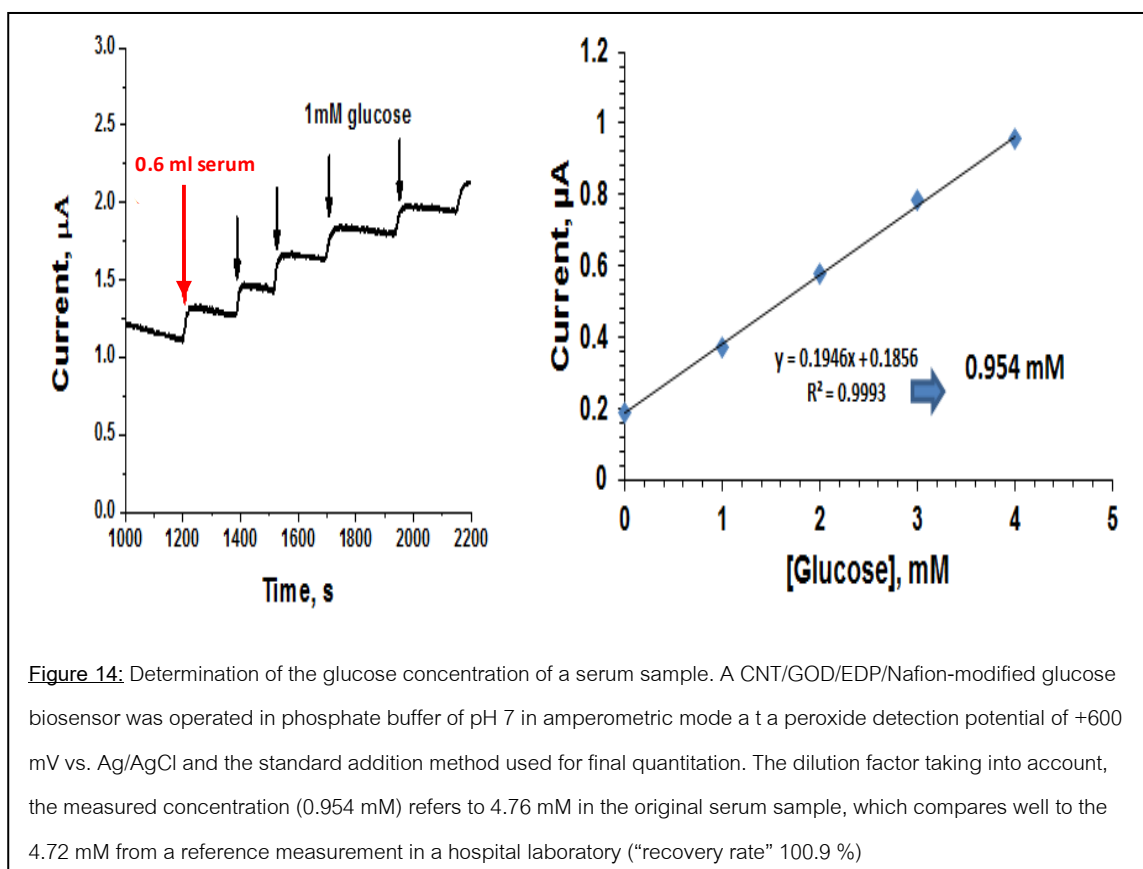 3.0
2.5
2.0
1.5
1.0
0.5
0.0
Current, µA
1mM glucose
0.6 ml serum
1000 1200 1400 1600 1800 2000 2200
Time, s
1.2
1
0.8
0.6
0.4
0.2
0
Current, µA
y = 0.1946x + 0.1856
R² = 0.9993
0.954 mM
0 1 2 3 4 5
[Glucose], mM
Figure 14: Determination of the glucose concentration of a serum sample. A CNT/GOD/EDP/Nafion-modified glucose
biosensor was operated in phosphate buffer of pH 7 in amperometric mode a t a peroxide detection potential of +600
mV vs. Ag/AgCl and the standard addition method used for final quantitation. The dilution factor taking into account,
the measured concentration (0.954 mM) refers to 4.76 mM in the original serum sample, which compares well to the
4.72 mM from a reference measurement in a hospital laboratory (“recovery rate” 100.9 %)